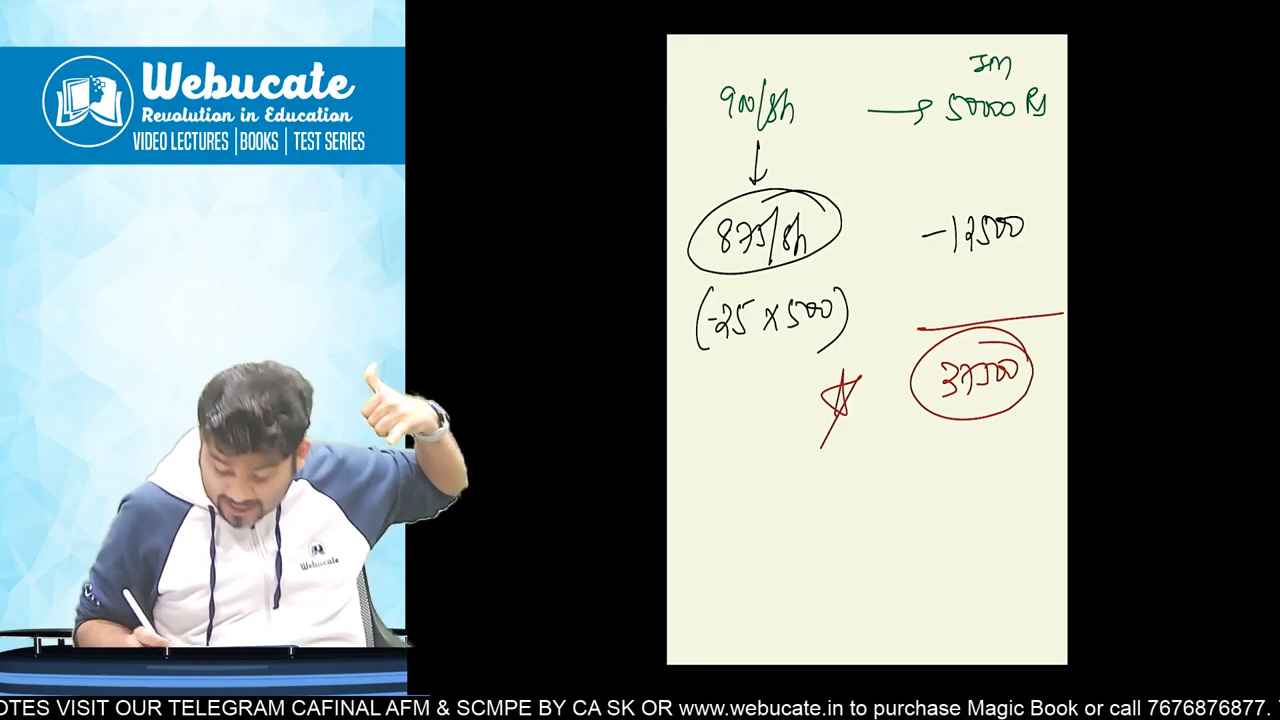 Webucate
Revolution in Education
VIDEO LECTURES | BOOKS | TEST SERIES
IM
900/sh → 50000 Rs
875/sh -12500
(-25 x 500)
37500
Webucate
OTES VISIT OUR TELEGRAM CAFINAL AFM & SCMPE BY CA SK OR www.webucate.in to purchase Magic Book or call 7676876877.